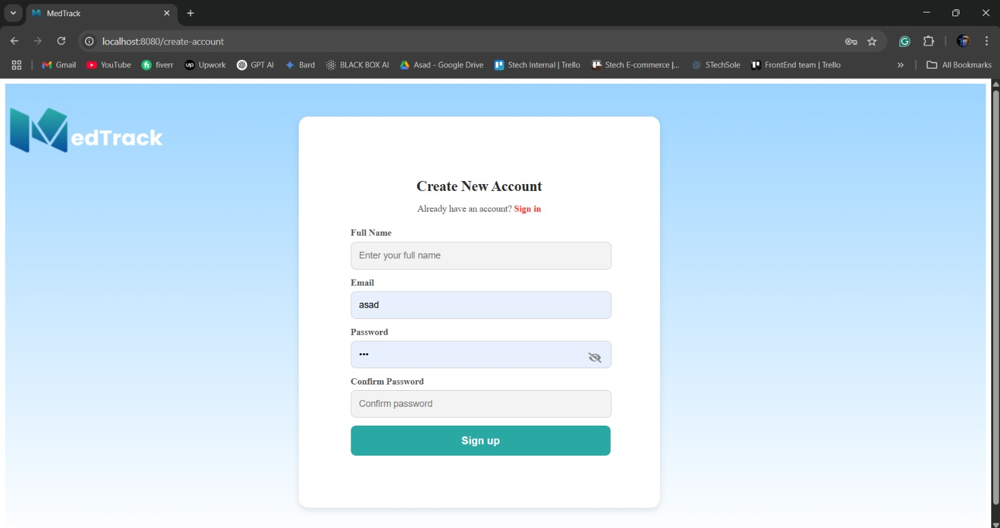 MedTrack
localhost:8080/create-account
Gmail YouTube fiverr Upwork GPT AI Bard BLACK BOX AI Asad - Google Drive Stech Internal | Trello Stech E-commerce |... STechSole FrontEnd team | Trello » All Bookmarks
MedTrack
Create New Account
Already have an account? Sign in
Full Name
Enter your full name
Email
asad
Password
•••
Confirm Password
Confirm password
Sign up